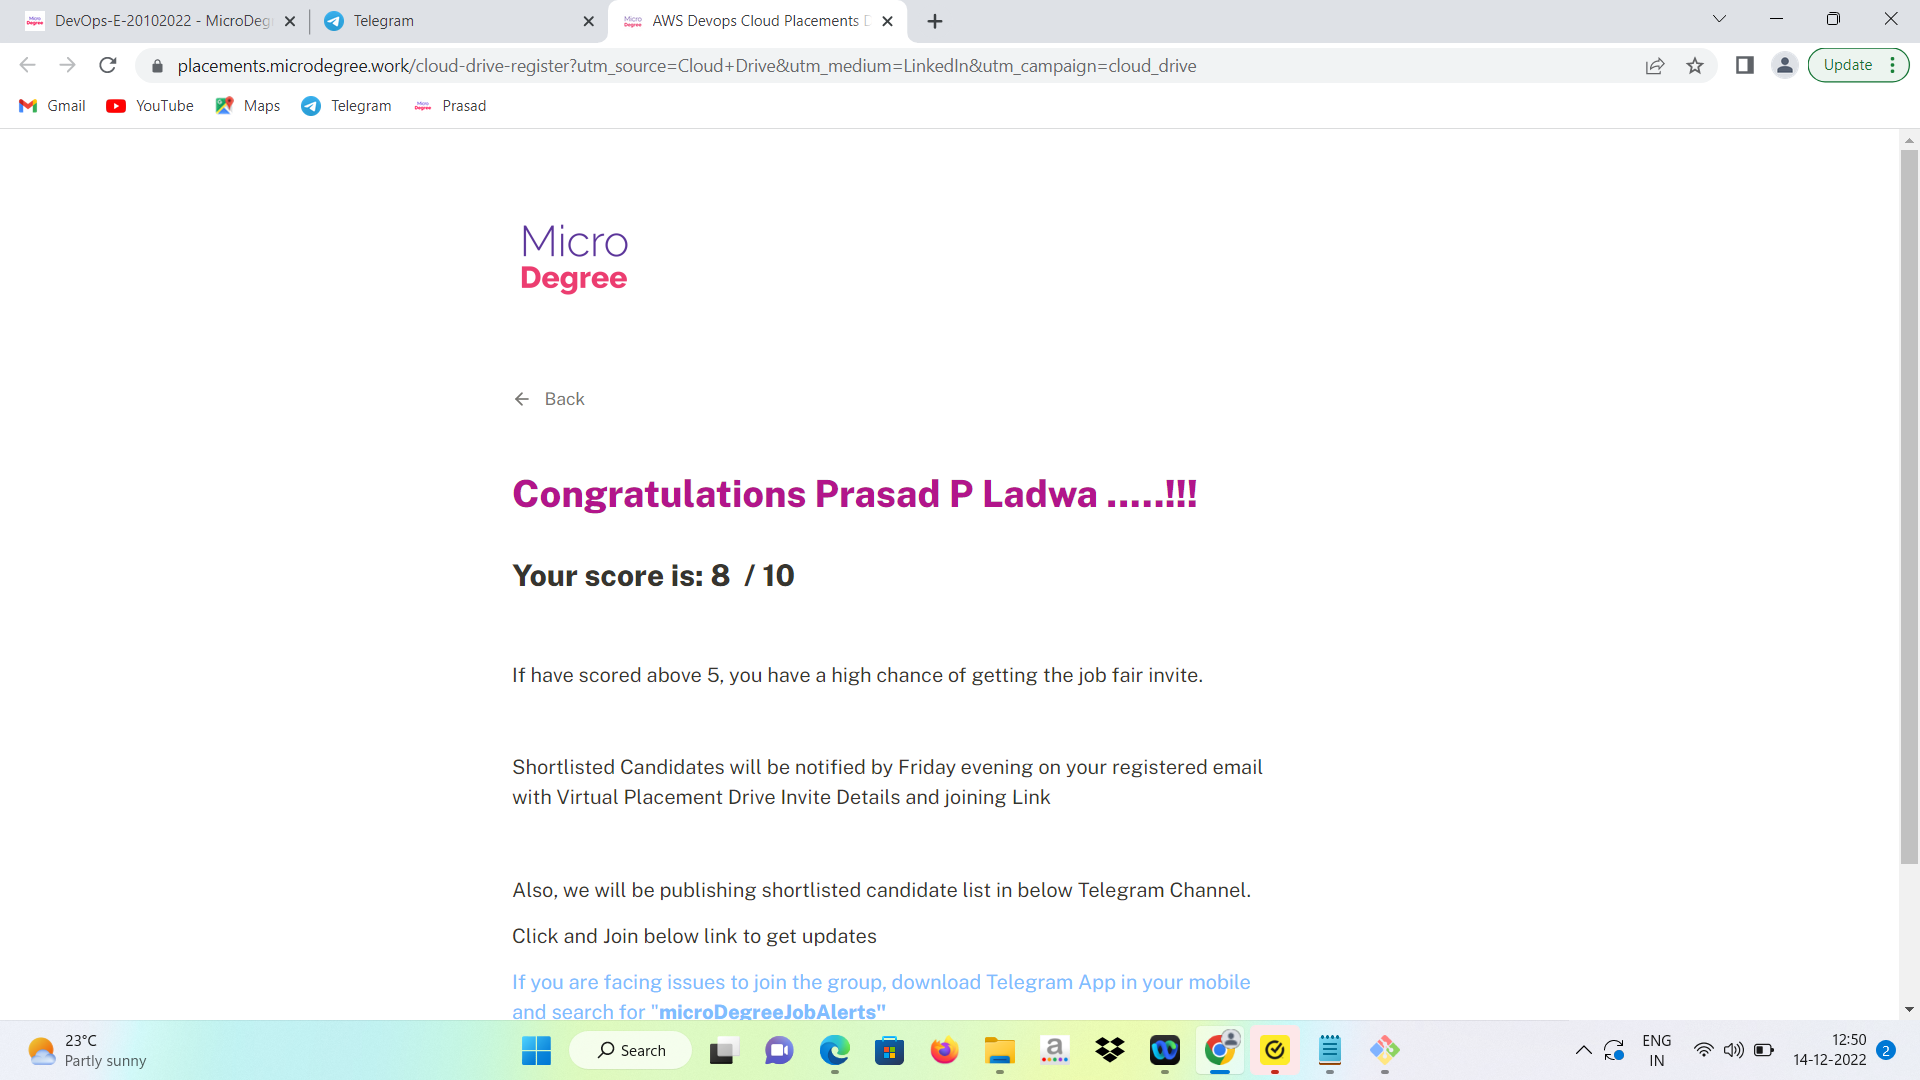 DevOps-E-20102022 - MicroDeg
Telegram
AWS Devops Cloud Placements D
placements.microdegree.work/cloud-drive-register?utm_source=Cloud+Drive&utm_medium=LinkedIn&utm_campaign=cloud_drive
Update
Gmail
YouTube
Maps
Telegram
Prasad
Micro
Degree
Back
Congratulations Prasad P Ladwa .....!!!
Your score is: 8 / 10
If have scored above 5, you have a high chance of getting the job fair invite.
Shortlisted Candidates will be notified by Friday evening on your registered email
with Virtual Placement Drive Invite Details and joining Link
Also, we will be publishing shortlisted candidate list in below Telegram Channel.
Click and Join below link to get updates
If you are facing issues to join the group, download Telegram App in your mobile
and search for "microDegreeJobAlerts"
23°C
Partly sunny
Search
ENG
IN
12:50
14-12-2022
2